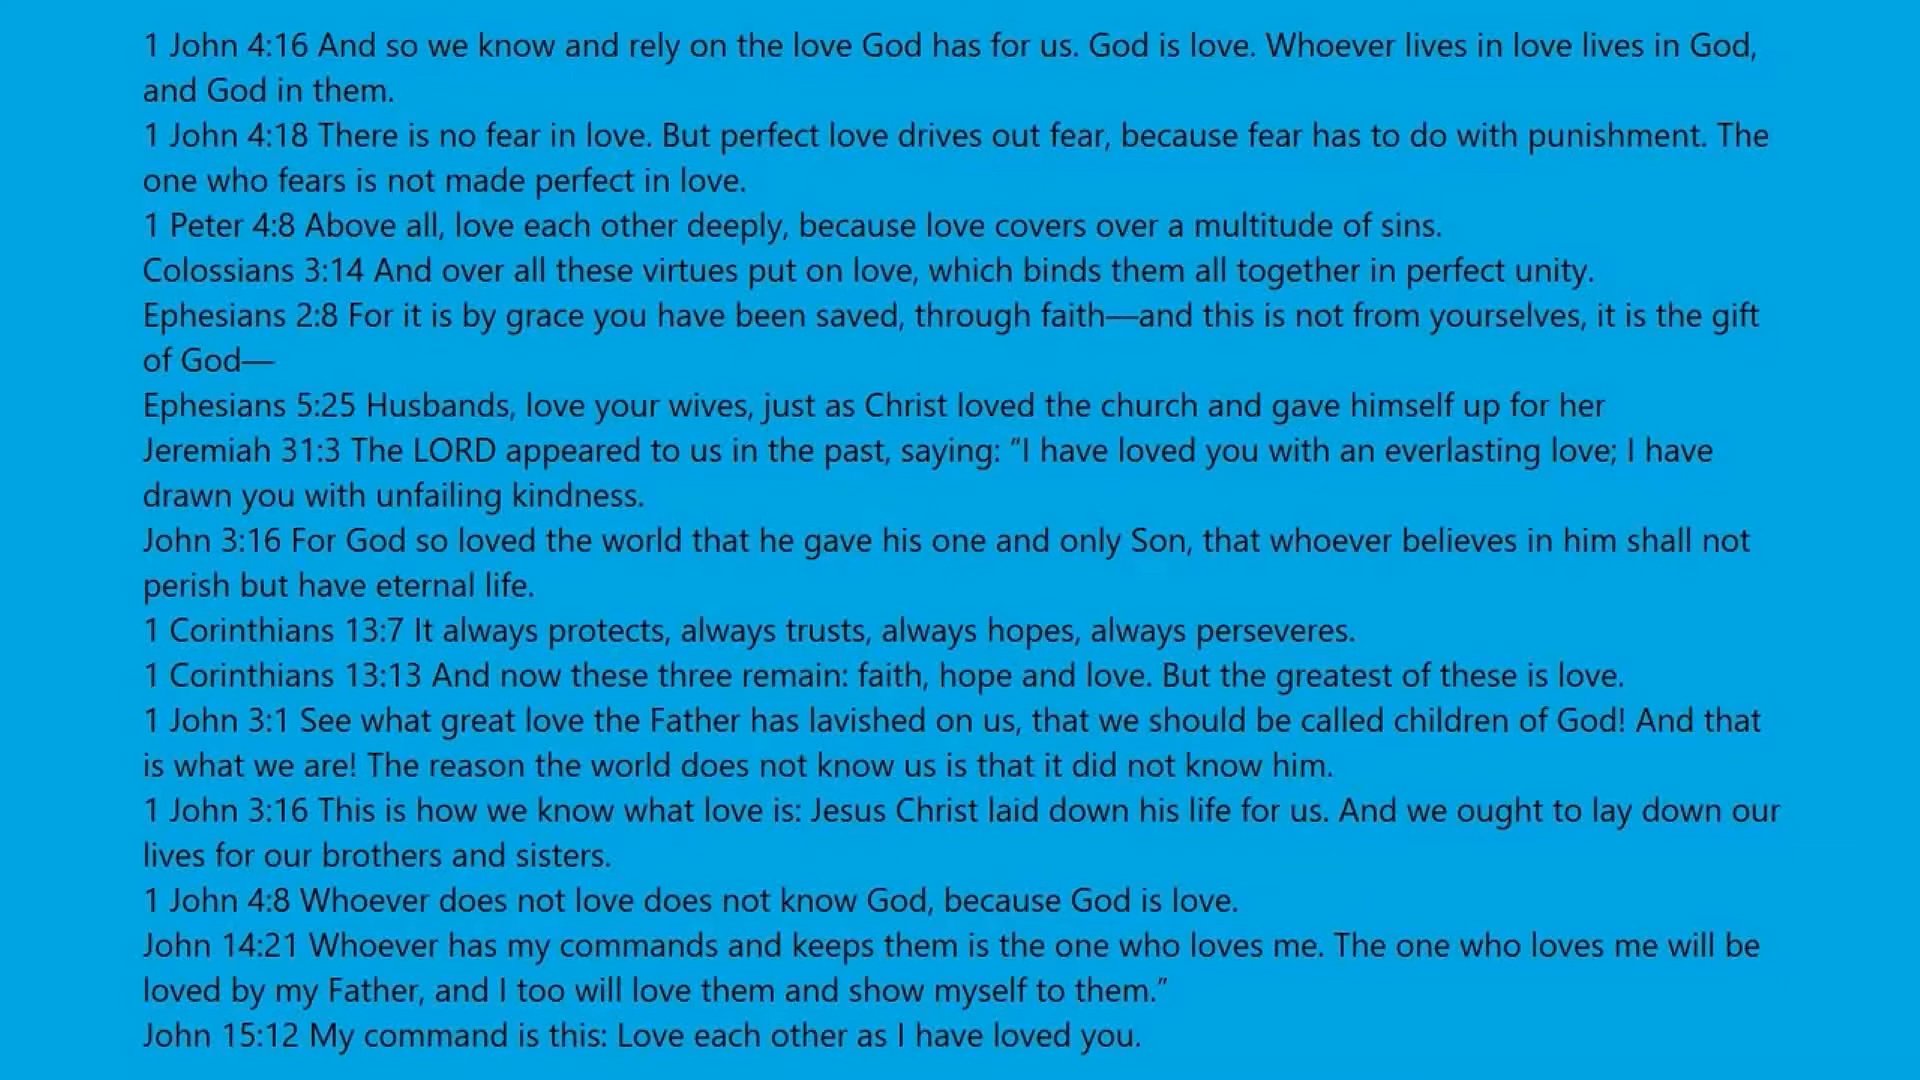 1 John 4:16 And so we know and rely on the love God has for us. God is love. Whoever lives in love lives in God,
and God in them.
1 John 4:18 There is no fear in love. But perfect love drives out fear, because fear has to do with punishment. The
one who fears is not made perfect in love.
1 Peter 4:8 Above all, love each other deeply, because love covers over a multitude of sins.
Colossians 3:14 And over all these virtues put on love, which binds them all together in perfect unity.
Ephesians 2:8 For it is by grace you have been saved, through faith—and this is not from yourselves, it is the gift
of God—
Ephesians 5:25 Husbands, love your wives, just as Christ loved the church and gave himself up for her
Jeremiah 31:3 The LORD appeared to us in the past, saying: “I have loved you with an everlasting love; I have
drawn you with unfailing kindness.
John 3:16 For God so loved the world that he gave his one and only Son, that whoever believes in him shall not
perish but have eternal life.
1 Corinthians 13:7 It always protects, always trusts, always hopes, always perseveres.
1 Corinthians 13:13 And now these three remain: faith, hope and love. But the greatest of these is love.
1 John 3:1 See what great love the Father has lavished on us, that we should be called children of God! And that
is what we are! The reason the world does not know us is that it did not know him.
1 John 3:16 This is how we know what love is: Jesus Christ laid down his life for us. And we ought to lay down our
lives for our brothers and sisters.
1 John 4:8 Whoever does not love does not know God, because God is love.
John 14:21 Whoever has my commands and keeps them is the one who loves me. The one who loves me will be
loved by my Father, and I too will love them and show myself to them.”
John 15:12 My command is this: Love each other as I have loved you.